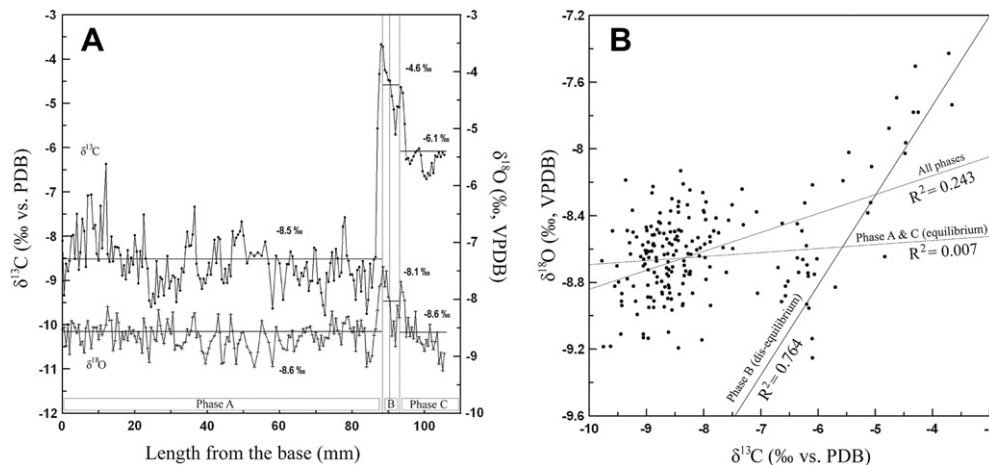 A
-3
-4
-5
-6
-7
-8
-9
-10
-11
-12
δ¹³C (‰ vs. PDB)
δ¹³C
-8.5 ‰
-4.6 ‰
-6.1 ‰
-8.1 ‰
-8.6 ‰
-8.6 ‰
δ¹⁸O
Phase A
B
Phase C
0
20
40
60
80
100
Length from the base (mm)
-3
-4
-5
-6
-7
-8
-9
-10
δ¹⁸O (‰, VPDB)
B
-7.2
-7.6
-8
-8.4
-8.8
-9.2
-9.6
δ¹⁸O (‰, VPDB)
All phases
R² = 0.243
Phase A & C (equilibrium)
R² = 0.007
Phase B (dis-equilibrium)
R² = 0.764
-10
-9
-8
-7
-6
-5
-4
-3
δ¹³C (‰ vs. PDB)